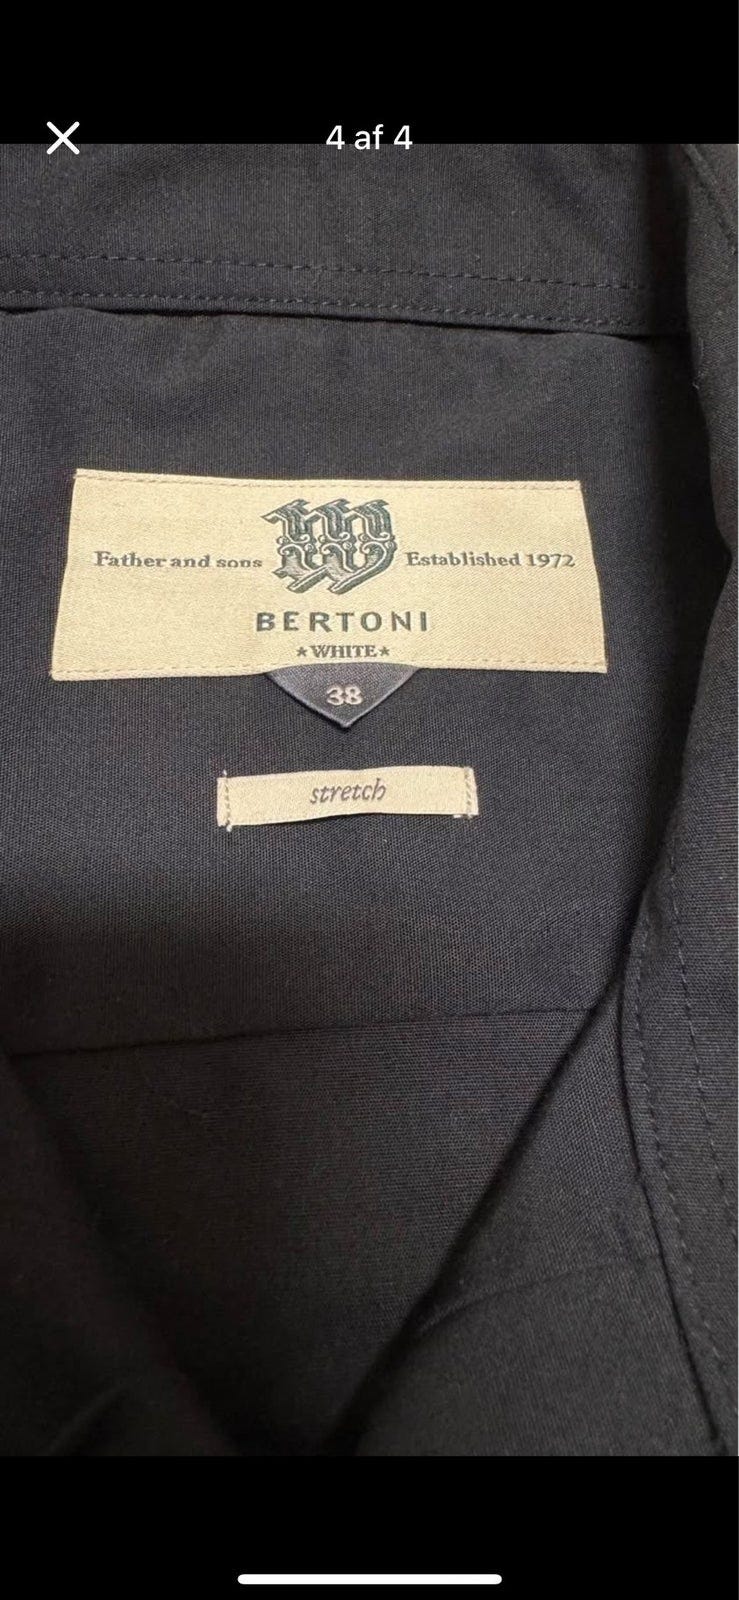 4 af 4
Father and sons W Established 1972
BERTONI
★WHITE★
38
stretch